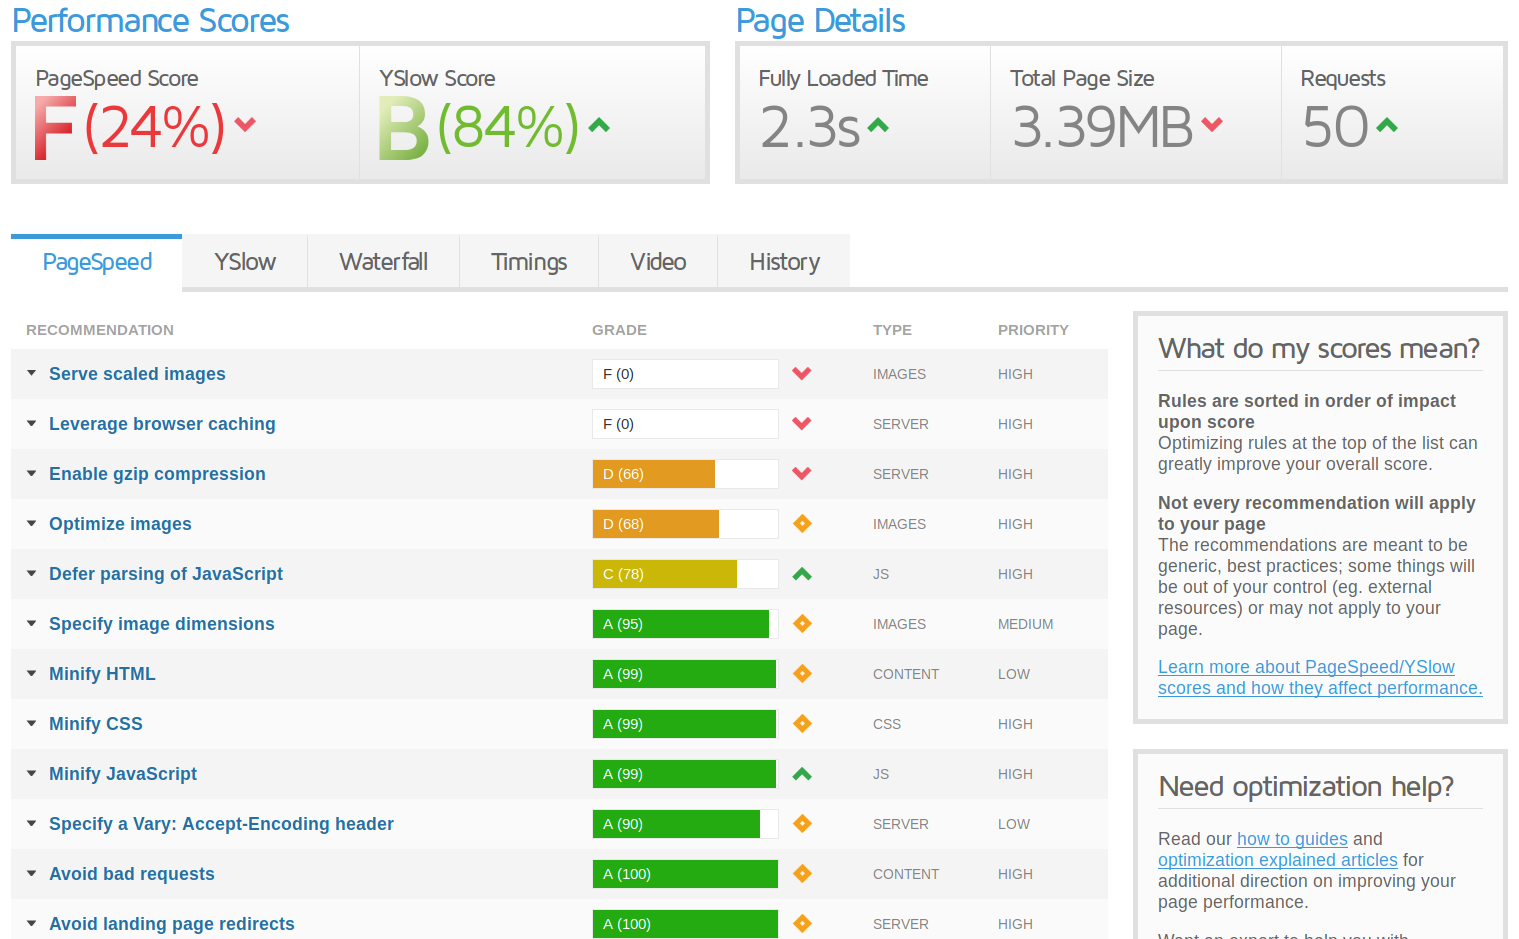 Performance Scores
PageSpeed Score
F (24%)
YSlow Score
B (84%)
Page Details
Fully Loaded Time
2.3s
Total Page Size
3.39MB
Requests
50
PageSpeed
YSlow
Waterfall
Timings
Video
History
RECOMMENDATION GRADE TYPE PRIORITY
Serve scaled images F (0) IMAGES HIGH
Leverage browser caching F (0) SERVER HIGH
Enable gzip compression D (66) SERVER HIGH
Optimize images D (68) IMAGES HIGH
Defer parsing of JavaScript C (78) JS HIGH
Specify image dimensions A (95) IMAGES MEDIUM
Minify HTML A (99) CONTENT LOW
Minify CSS A (99) CSS HIGH
Minify JavaScript A (99) JS HIGH
Specify a Vary: Accept-Encoding header A (90) SERVER LOW
Avoid bad requests A (100) CONTENT HIGH
Avoid landing page redirects A (100) SERVER HIGH
What do my scores mean?
Rules are sorted in order of impact
upon score
Optimizing rules at the top of the list can
greatly improve your overall score.
Not every recommendation will apply
to your page
The recommendations are meant to be
generic, best practices; some things will
be out of your control (eg. external
resources) or may not apply to your
page.
Learn more about PageSpeed/YSlow
scores and how they affect performance.
Need optimization help?
Read our how to guides and
optimization explained articles for
additional direction on improving your
page performance.
Want an expert to help you with